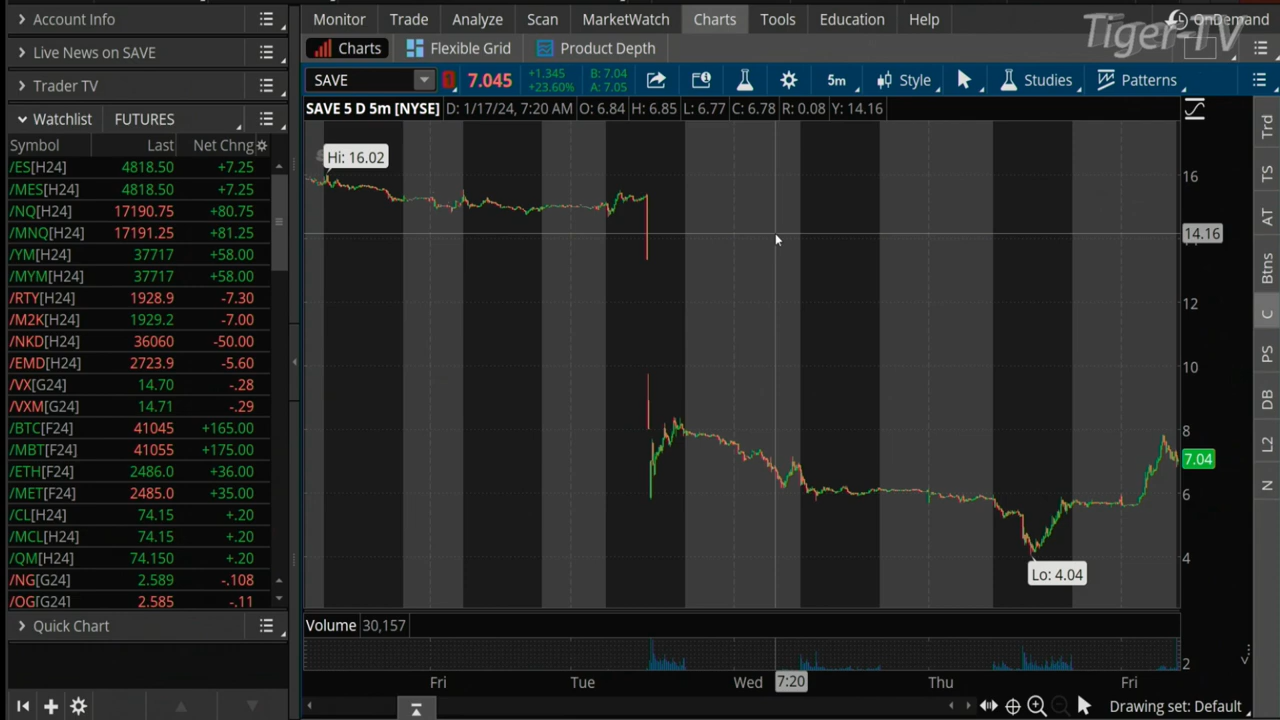 Account Info
Live News on SAVE
Trader TV
Watchlist FUTURES
Symbol Last Net Chng
/ES[H24] 4818.50 +7.25
/MES[H24] 4818.50 +7.25
/NQ[H24] 17190.75 +80.75
/MNQ[H24] 17191.25 +81.25
/YM[H24] 37717 +58.00
/MYM[H24] 37717 +58.00
/RTY[H24] 1928.9 -7.30
/M2K[H24] 1929.2 -7.00
/NKD[H24] 36060 -50.00
/EMD[H24] 2723.9 -5.60
/VX[G24] 14.70 -.28
/VXM[G24] 14.71 -.29
/BTC[F24] 41045 +165.00
/MBT[F24] 41055 +175.00
/ETH[F24] 2486.0 +36.00
/MET[F24] 2485.0 +35.00
/CL[H24] 74.15 +.20
/MCL[H24] 74.15 +.20
/QM[H24] 74.150 +.20
/NG[G24] 2.589 -.108
/OG[G24] 2.585 -.11
Quick Chart
Monitor Trade Analyze Scan MarketWatch Charts Tools Education Help
Tiger-TV
OnDemand
Charts Flexible Grid Product Depth
SAVE 7.045 +1.345 +23.60% B: 7.04 A: 7.05 5m Style Studies Patterns
SAVE 5 D 5m [NYSE] D: 1/17/24, 7:20 AM O: 6.84 H: 6.85 L: 6.77 C: 6.78 R: 0.08 Y: 14.16
Hi: 16.02
16
14.16
12
10
8
7.04
6
4
Lo: 4.04
Volume 30,157
2
Fri Tue Wed 7:20 Thu Fri
Drawing set: Default
Trd
TS
AT
Btns
C
PS
DB
L2
N